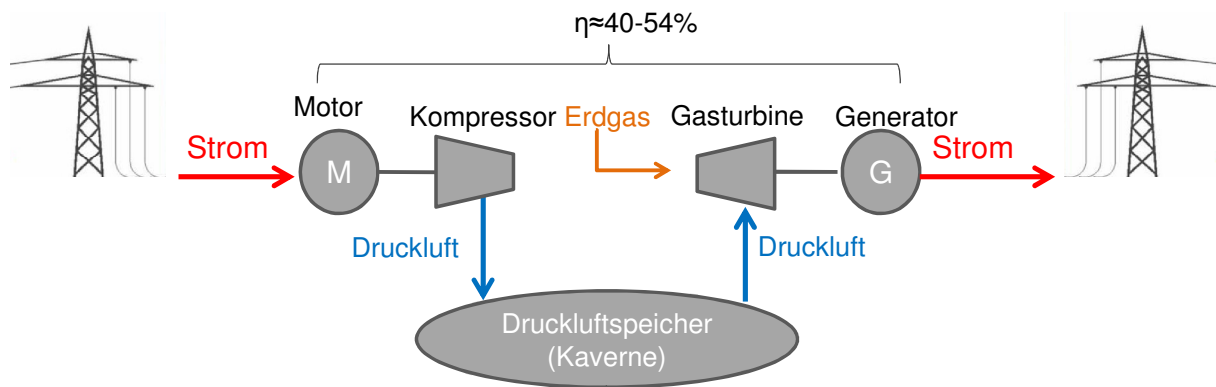 η≈40-54%
Motor
Kompressor
Erdgas
Gasturbine
Generator
Strom
M
G
Strom
Druckluft
Druckluft
Druckluftspeicher
(Kaverne)